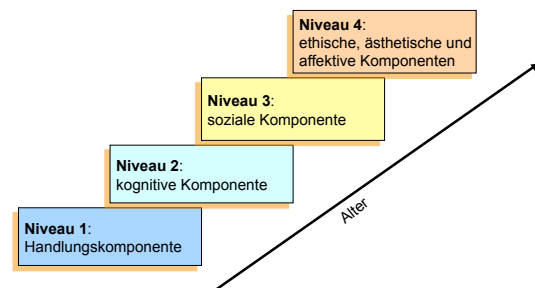 Niveau 4:
ethische, ästhetische und
affektive Komponenten
Niveau 3:
soziale Komponente
Niveau 2:
kognitive Komponente
Niveau 1:
Handlungskomponente
Alter